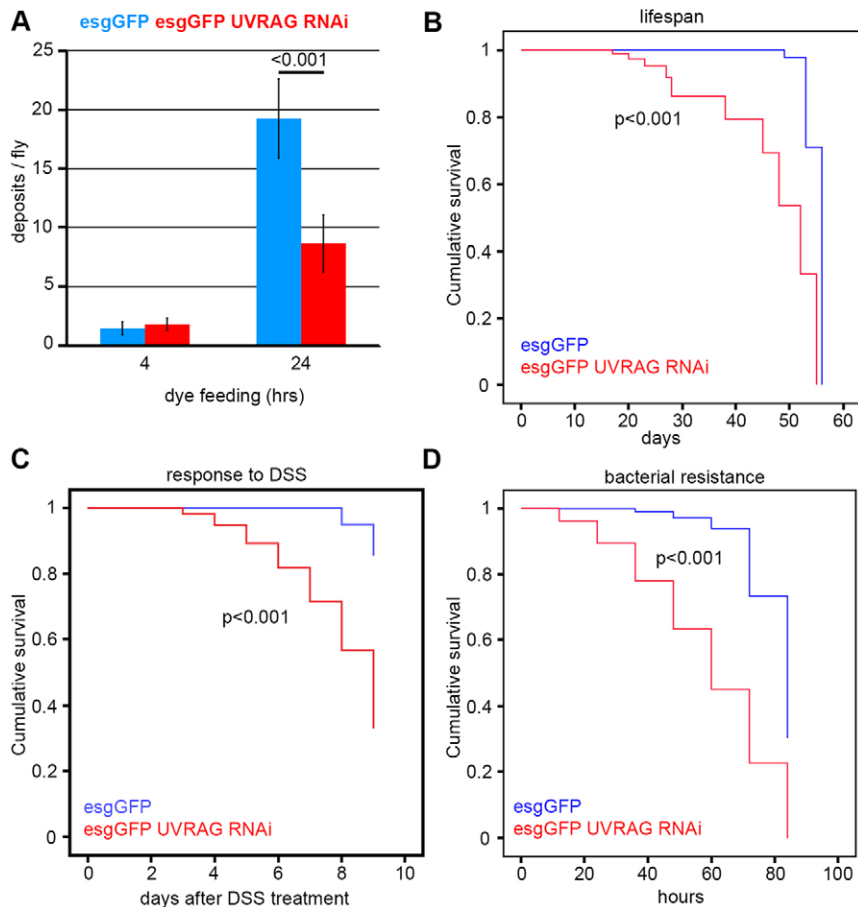 A
esgGFP esgGFP UVRAG RNAi
<0.001
25
20
15
10
5
0
deposits / fly
4 24
dye feeding (hrs)
B
lifespan
1
0.8
0.6
0.4
0.2
0
Cumulative survival
p<0.001
esgGFP
esgGFP UVRAG RNAi
0 10 20 30 40 50 60
days
C
response to DSS
1
0.8
0.6
0.4
0.2
0
Cumulative survival
p<0.001
esgGFP
esgGFP UVRAG RNAi
0 2 4 6 8 10
days after DSS treatment
D
bacterial resistance
1
0.8
0.6
0.4
0.2
0
Cumulative survival
p<0.001
esgGFP
esgGFP UVRAG RNAi
0 20 40 60 80 100
hours